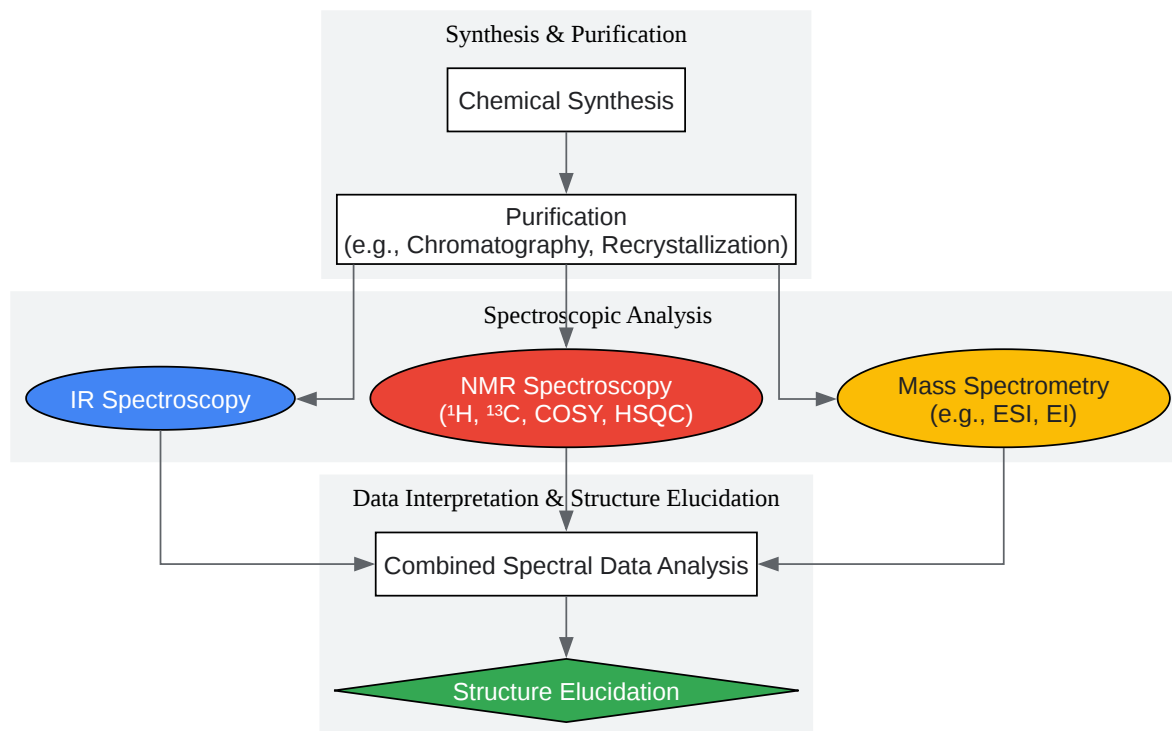 Synthesis & Purification
Chemical Synthesis
Purification
(e.g., Chromatography, Recrystallization)
Spectroscopic Analysis
IR Spectroscopy
NMR Spectroscopy
(¹H, ¹³C, COSY, HSQC)
Mass Spectrometry
(e.g., ESI, EI)
Data Interpretation & Structure Elucidation
Combined Spectral Data Analysis
Structure Elucidation